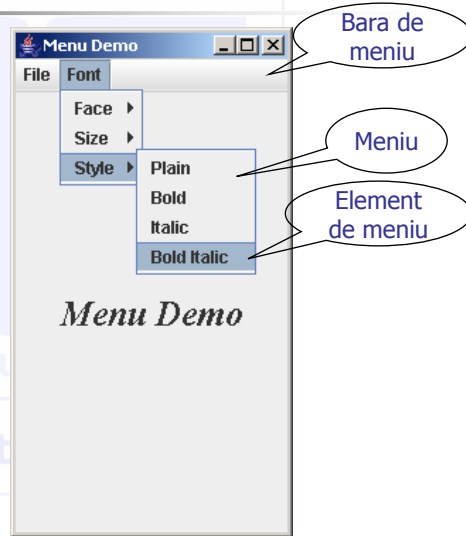 Bara de
meniu
Menu Demo
File Font
Face
Size
Style
Plain
Bold
Italic
Bold Italic
Meniu
Element
de meniu
Menu Demo